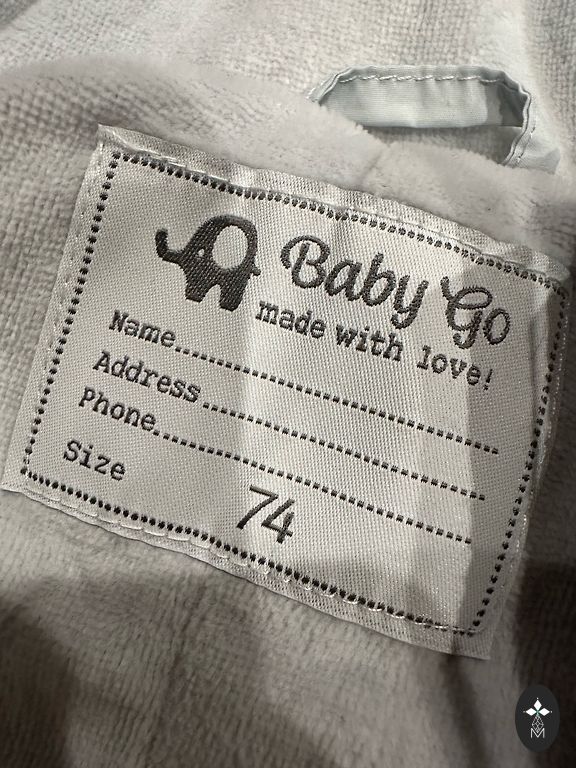 Baby Go
made with love!
Name........................................
Address...................................
Phone........................................
Size
74
M